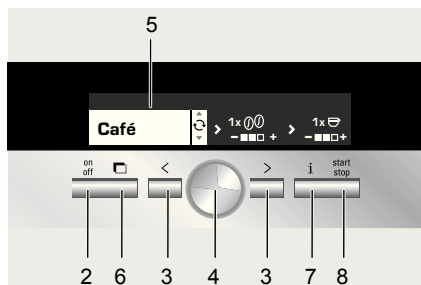 5
1x 1x
Café > - + > - +
on off < > i start stop
2 6 3 4 3 7 8